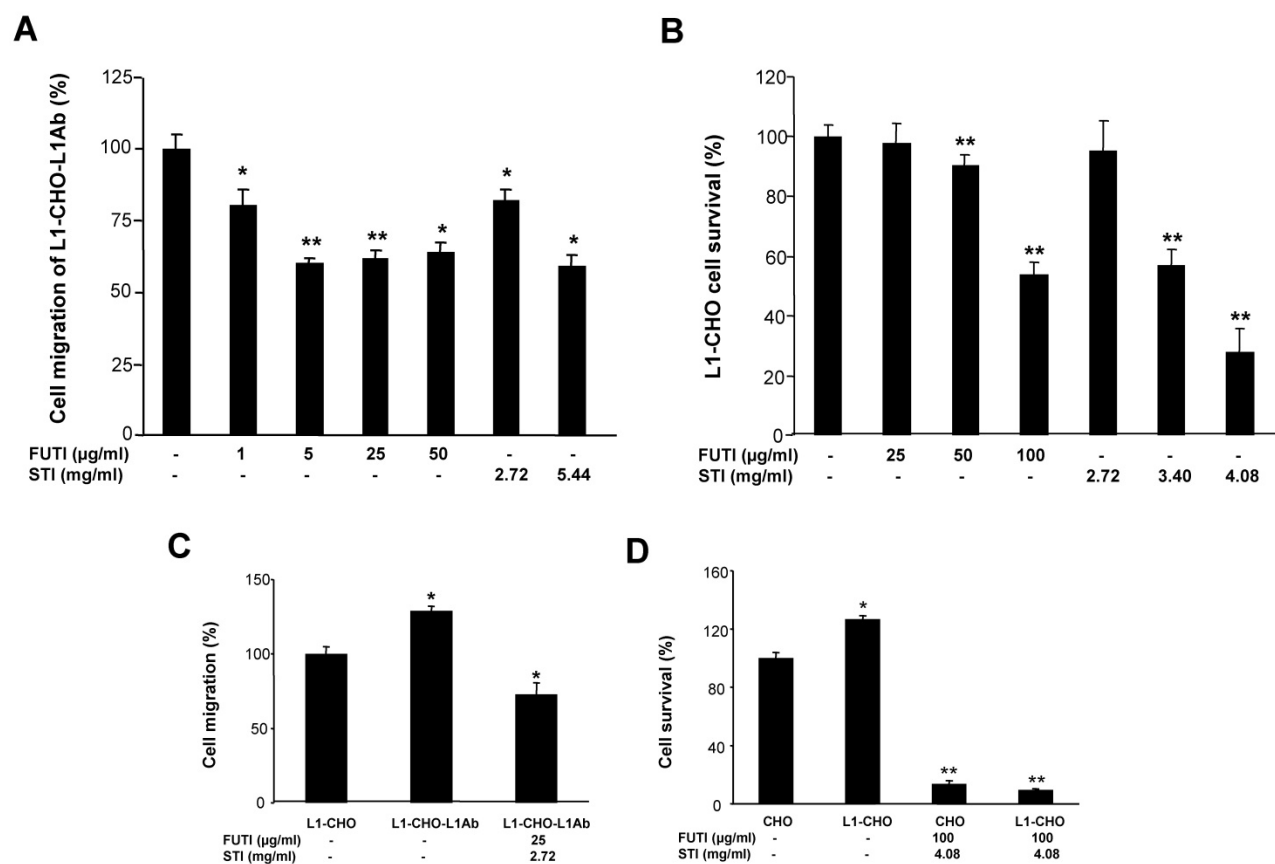 A
Cell migration of L1-CHO-L1Ab (%)
125
100
75
50
25
0
* ** ** * * *
FUTI (µg/ml) - 1 5 25 50 - -
STI (mg/ml) - - - - - 2.72 5.44
B
L1-CHO cell survival (%)
120
100
80
60
40
20
0
** ** ** **
FUTI (µg/ml) - 25 50 100 - - -
STI (mg/ml) - - - - 2.72 3.40 4.08
C
Cell migration (%)
150
100
50
0
* *
L1-CHO L1-CHO-L1Ab L1-CHO-L1Ab
FUTI (µg/ml) - - 25
STI (mg/ml) - - 2.72
D
Cell survival (%)
160
120
80
40
0
* ** **
CHO L1-CHO CHO L1-CHO
FUTI (µg/ml) - - 100 100
STI (mg/ml) - - 4.08 4.08